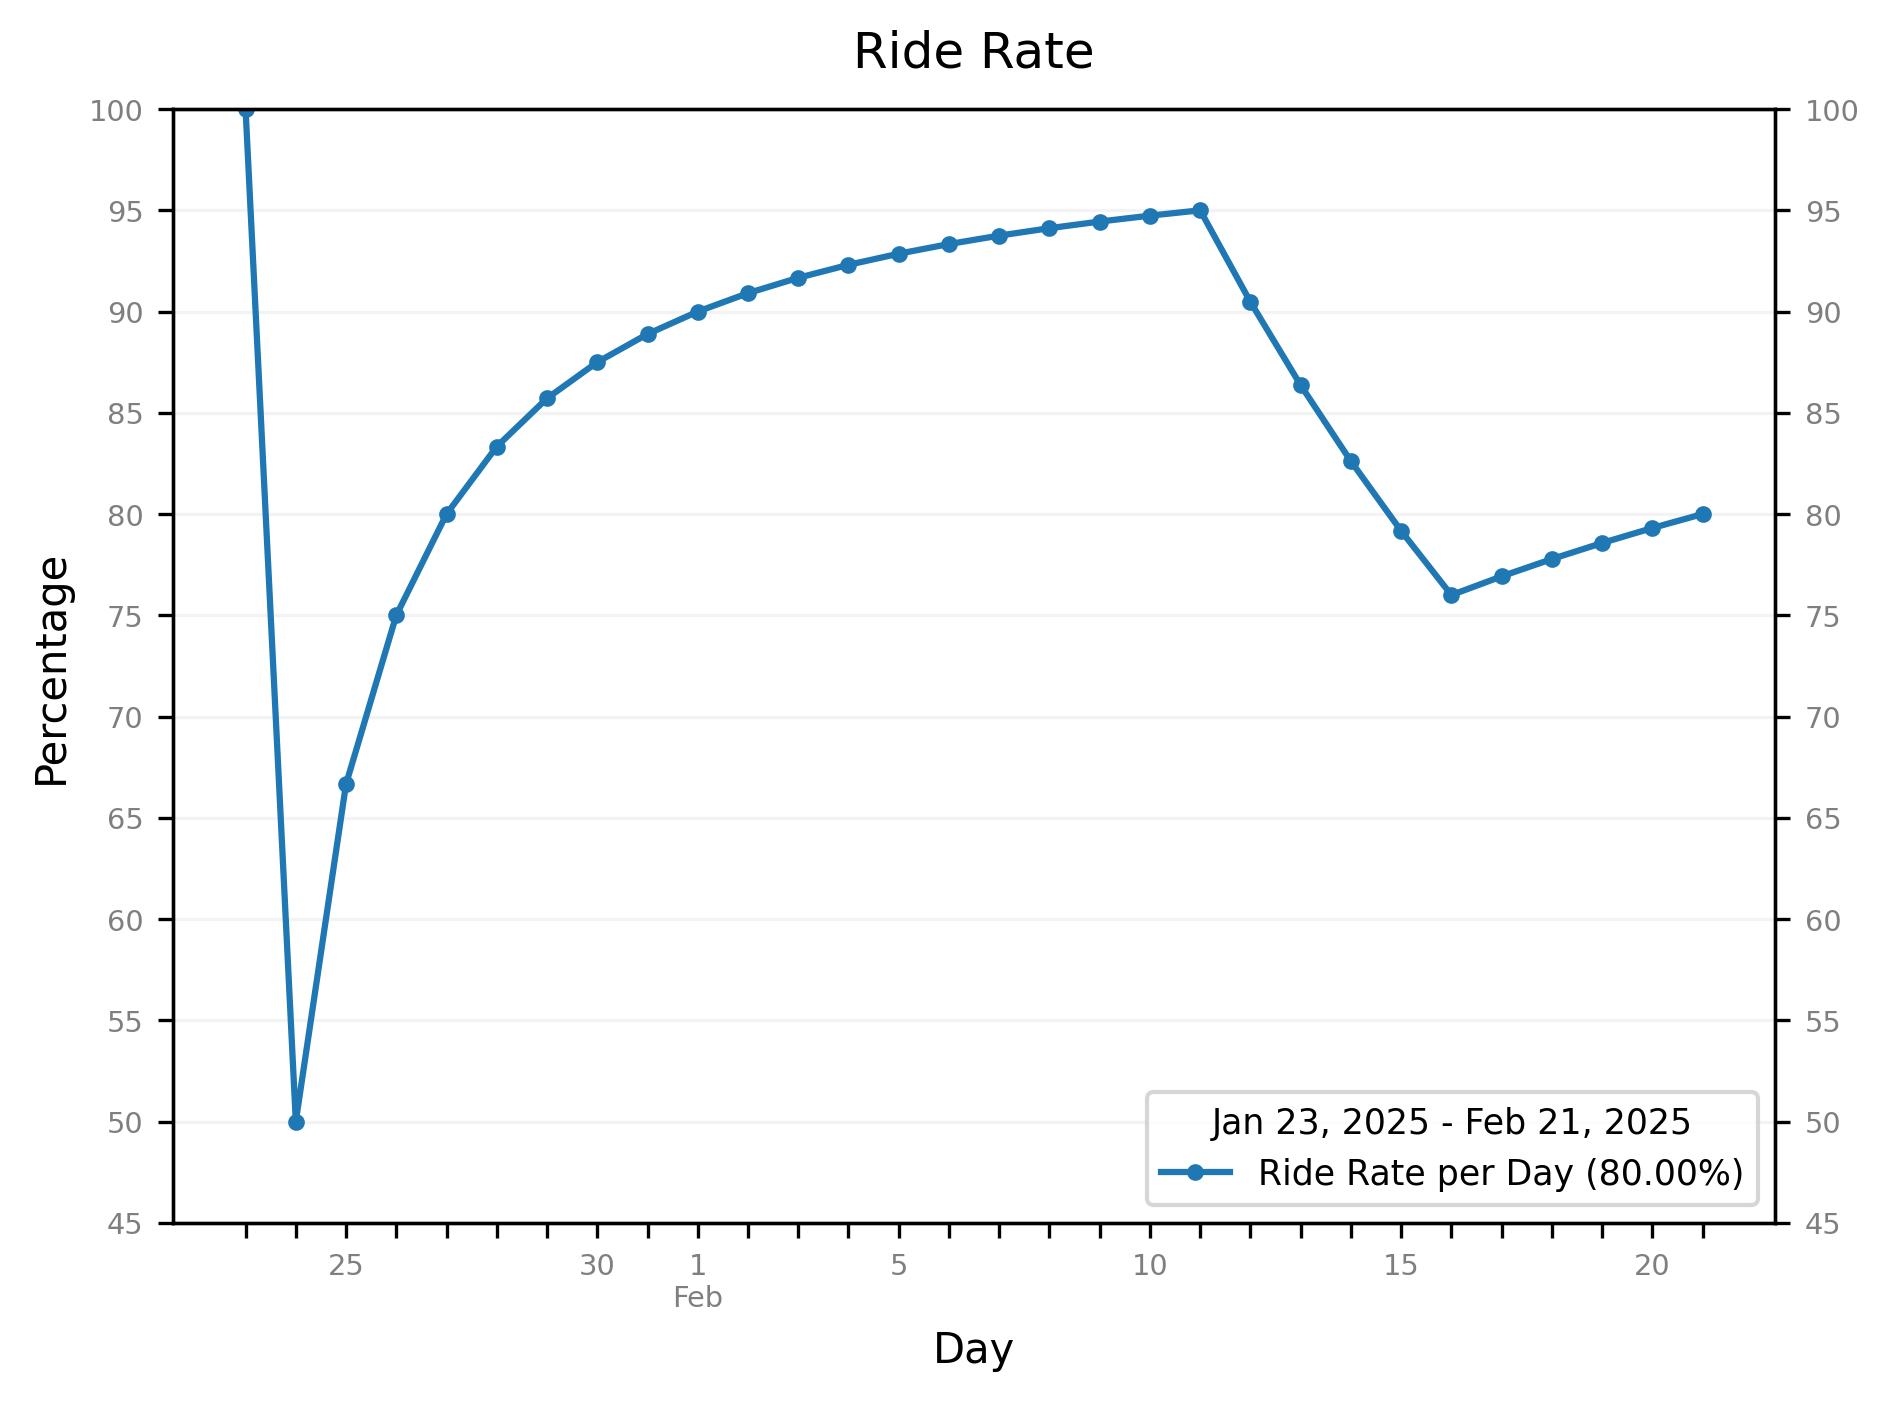 Ride Rate
100 100
95 95
90 90
85 85
80 80
75 75
70 70
65 65
60 60
55 55
50 50
45 45
Percentage
Jan 23, 2025 - Feb 21, 2025
Ride Rate per Day (80.00%)
25 30 1 5 10 15 20
Feb
Day